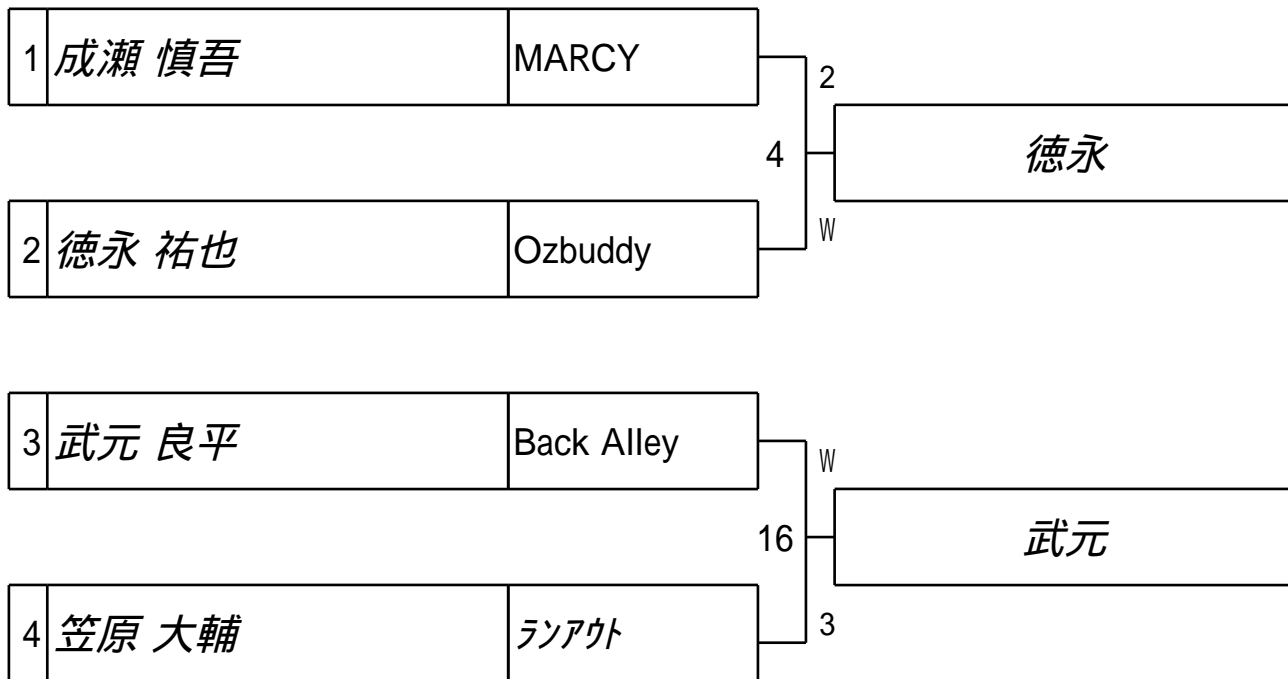 1 成瀬 慎吾 MARCY
2
4 徳永
2 徳永 祐也 Ozbuddy
W
3 武元 良平 Back Alley
W
16 武元
4 笠原 大輔 ﾗﾝｱｳﾄ
3